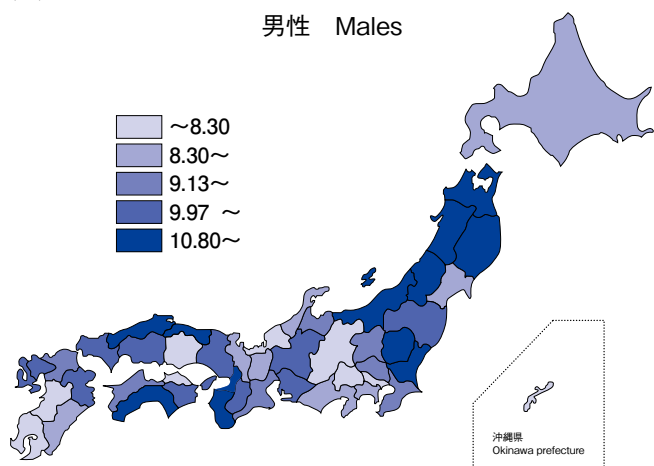 男性 Males
～8.30
8.30～
9.13～
9.97 ～
10.80～
沖縄県
Okinawa prefecture